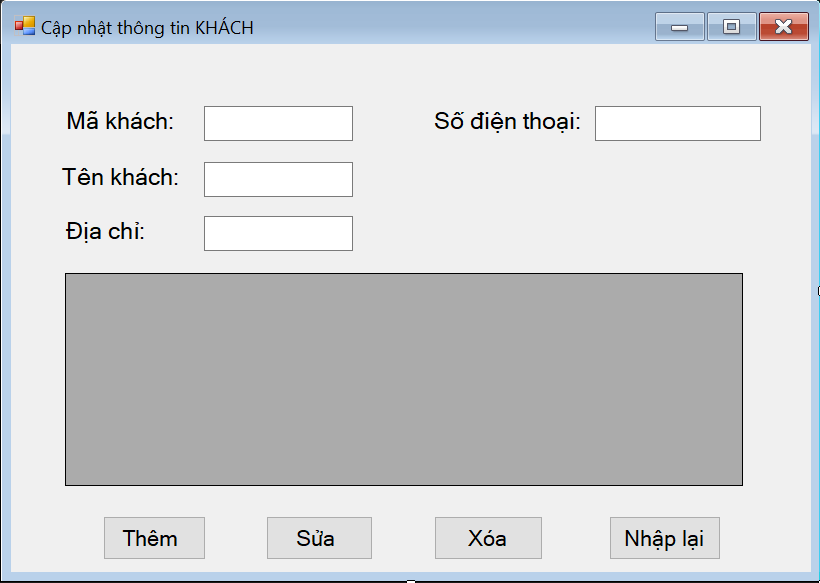 Cập nhật thông tin KHÁCH
Mã khách:
Số điện thoại:
Tên khách:
Địa chỉ:
Thêm
Sửa
Xóa
Nhập lại